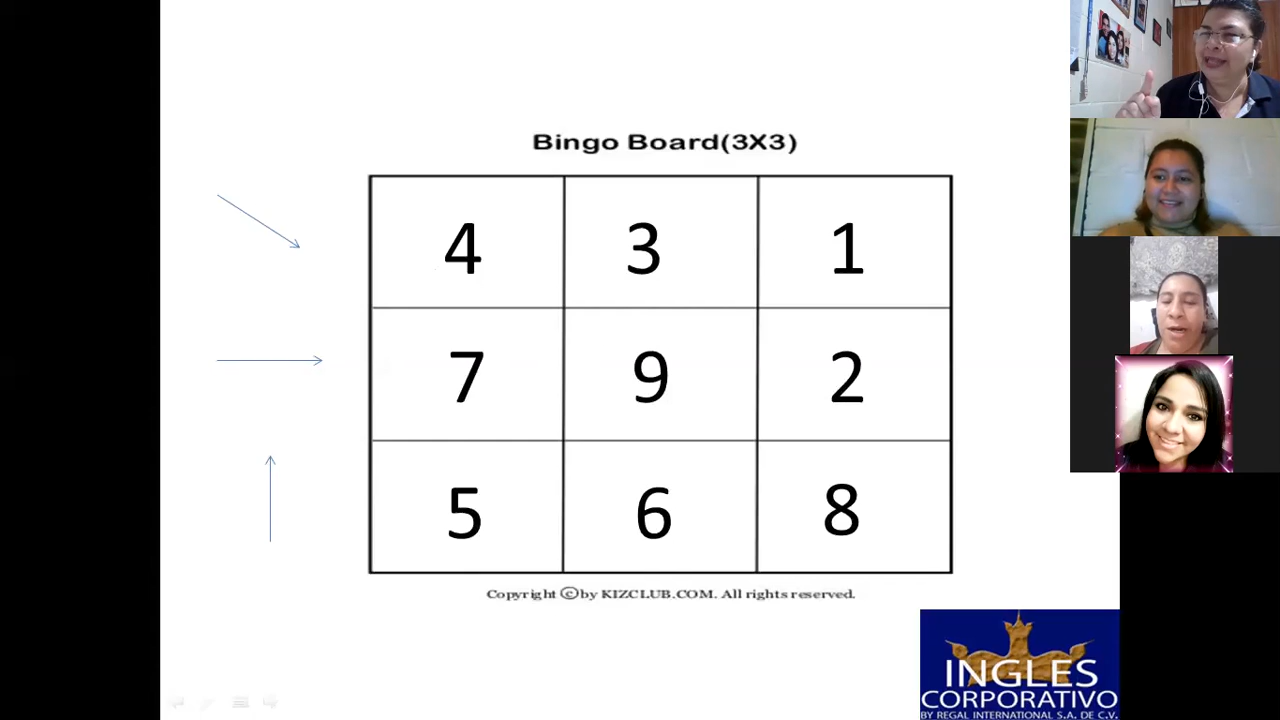 Bingo Board(3X3)
4 3 1
7 9 2
5 6 8
Copyright ©by KIZCLUB.COM. All rights reserved.
INGLES
CORPORATIVO
BY REGAL INTERNATIONAL S.A. DE C.V.